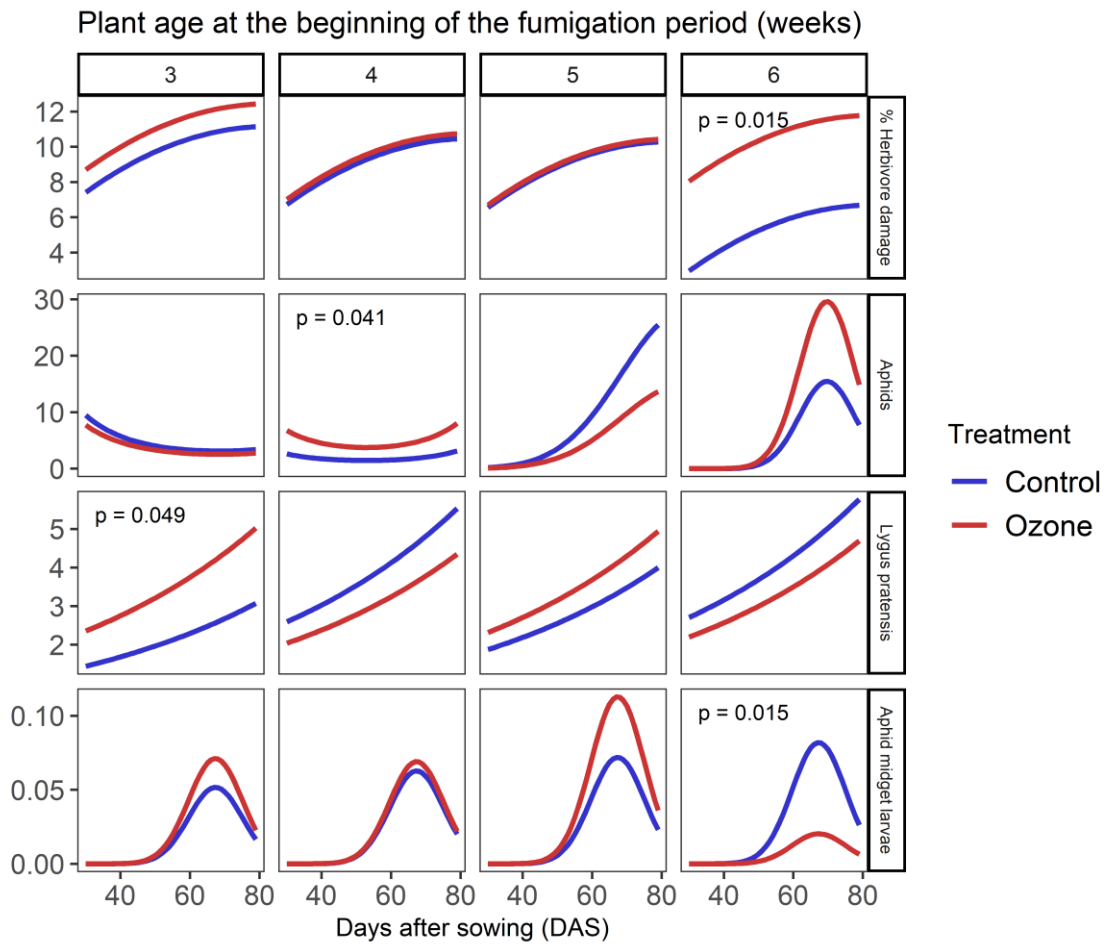 Plant age at the beginning of the fumigation period (weeks)
3 4 5 6
12
10
8
6
4
p = 0.015
% Herbivore damage
30
20
10
0
p = 0.041
Aphids
5
4
3
2
p = 0.049
Lygus pratensis
0.10
0.05
0.00
p = 0.015
Aphid midget larvae
40 60 80 40 60 80 40 60 80 40 60 80
Days after sowing (DAS)
Treatment
Control
Ozone